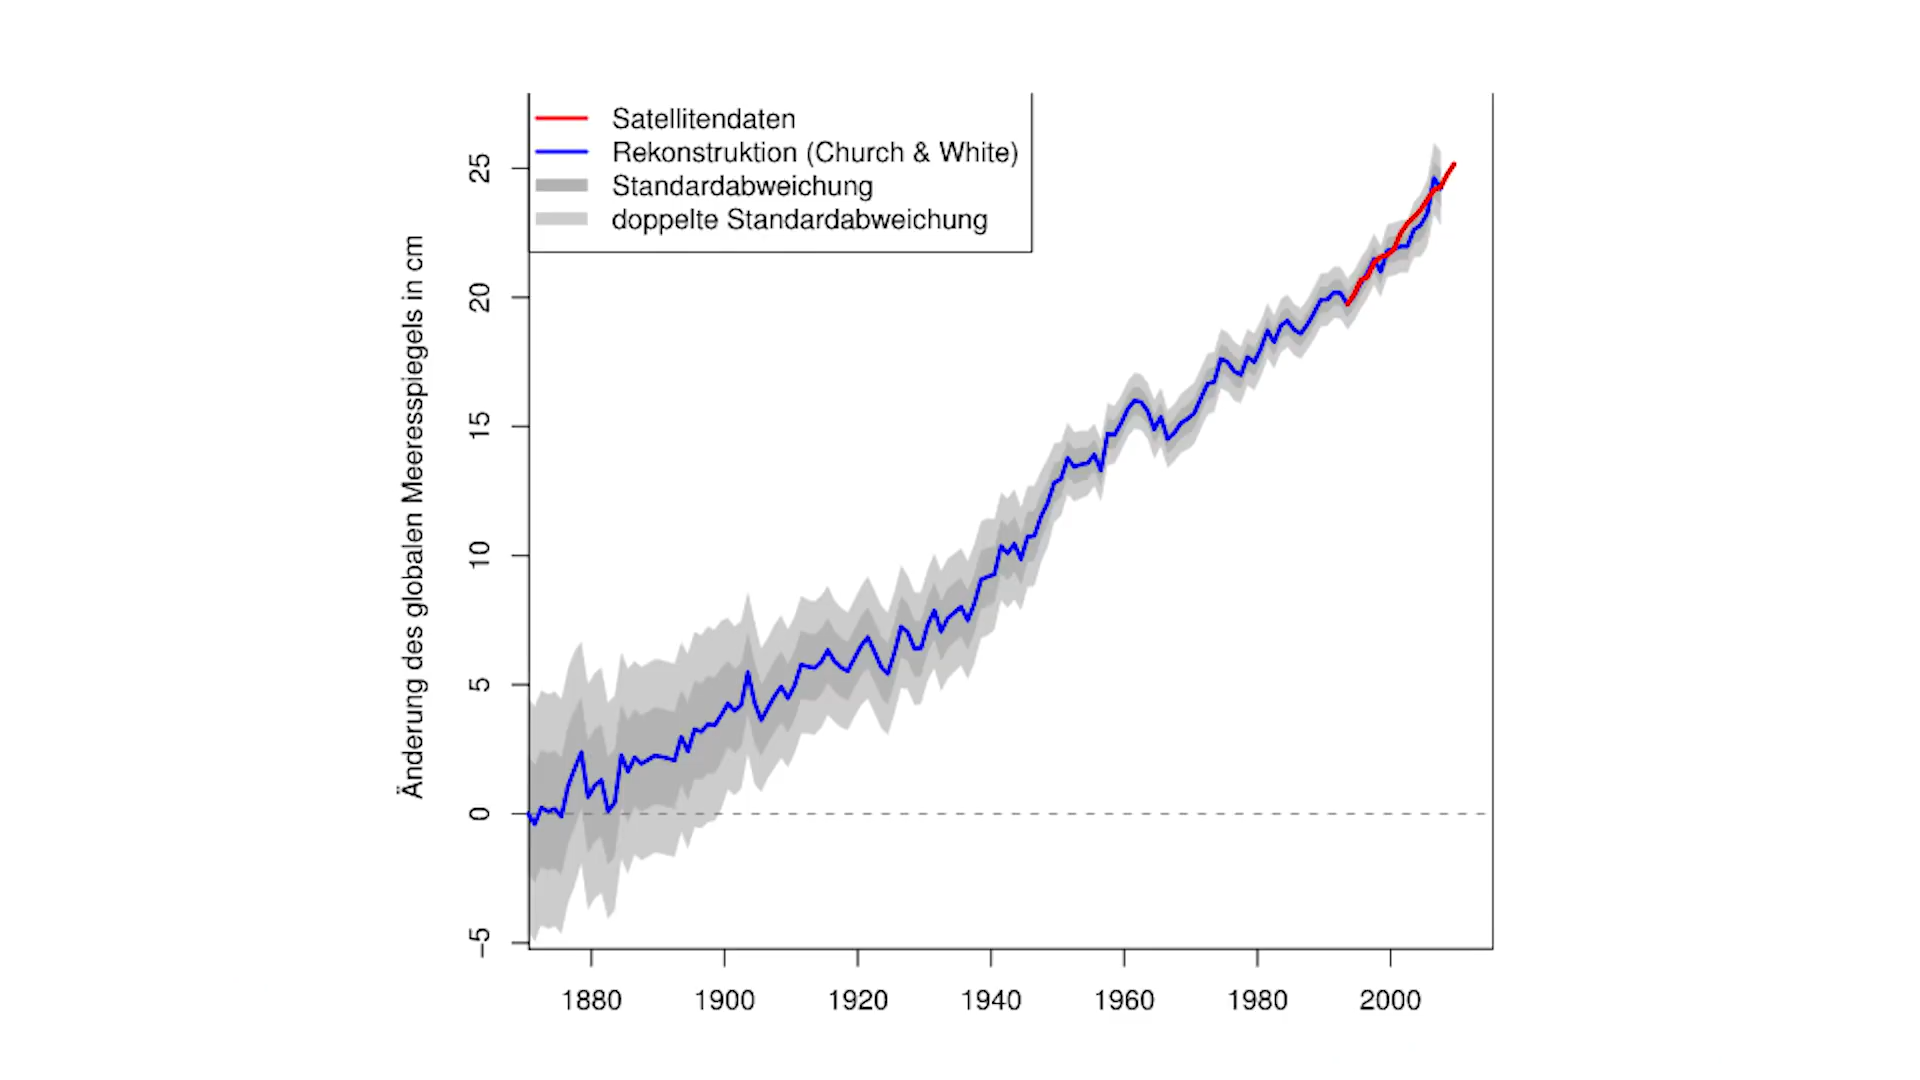 Satellitendaten
Rekonstruktion (Church & White)
Standardabweichung
doppelte Standardabweichung
Änderung des globalen Meeresspiegels in cm
25
20
15
10
5
0
−5
1880 1900 1920 1940 1960 1980 2000